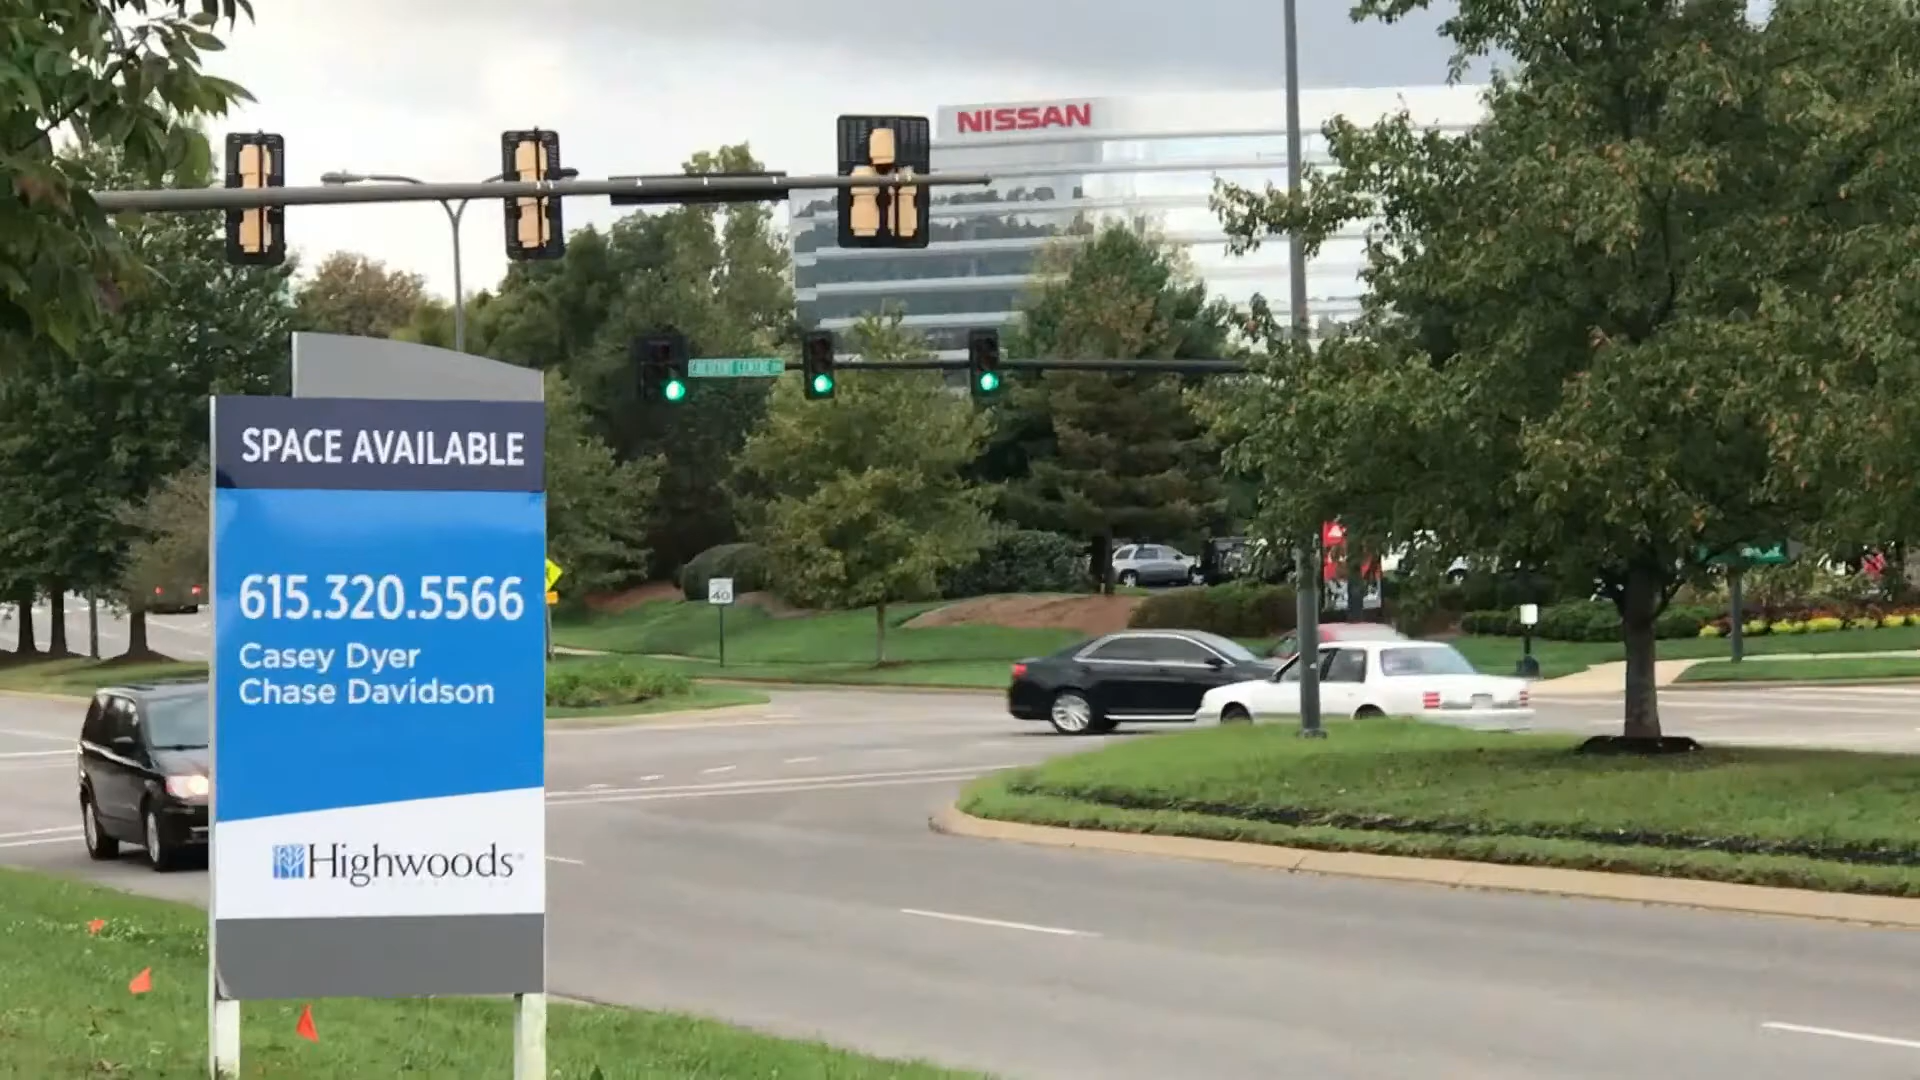 NISSAN
SPACE AVAILABLE
615.320.5566
Casey Dyer
Chase Davidson
Highwoods
40